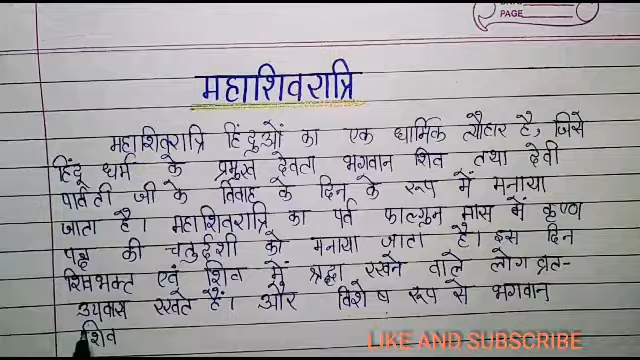 PAGE
महाशिवरात्रि
महाशिवरात्रि हिंदुओं का एक धार्मिक त्यौहार है, जिसे
हिंदू धर्म के प्रमुख देवता भगवान शिव तथा देवी
पार्वती जी के विवाह के दिन के रूप में मनाया
जाता है। महाशिवरात्रि का पर्व फाल्गुन मास में कृष्ण
पक्ष की चतुर्दशी को मनाया जाता है। इस दिन
शिवभक्त एवं शिव में श्रद्धा रखने वाले लोग व्रत-
उपवास रखते हैं। और विशेष रूप से भगवान
शिव
LIKE AND SUBSCRIBE